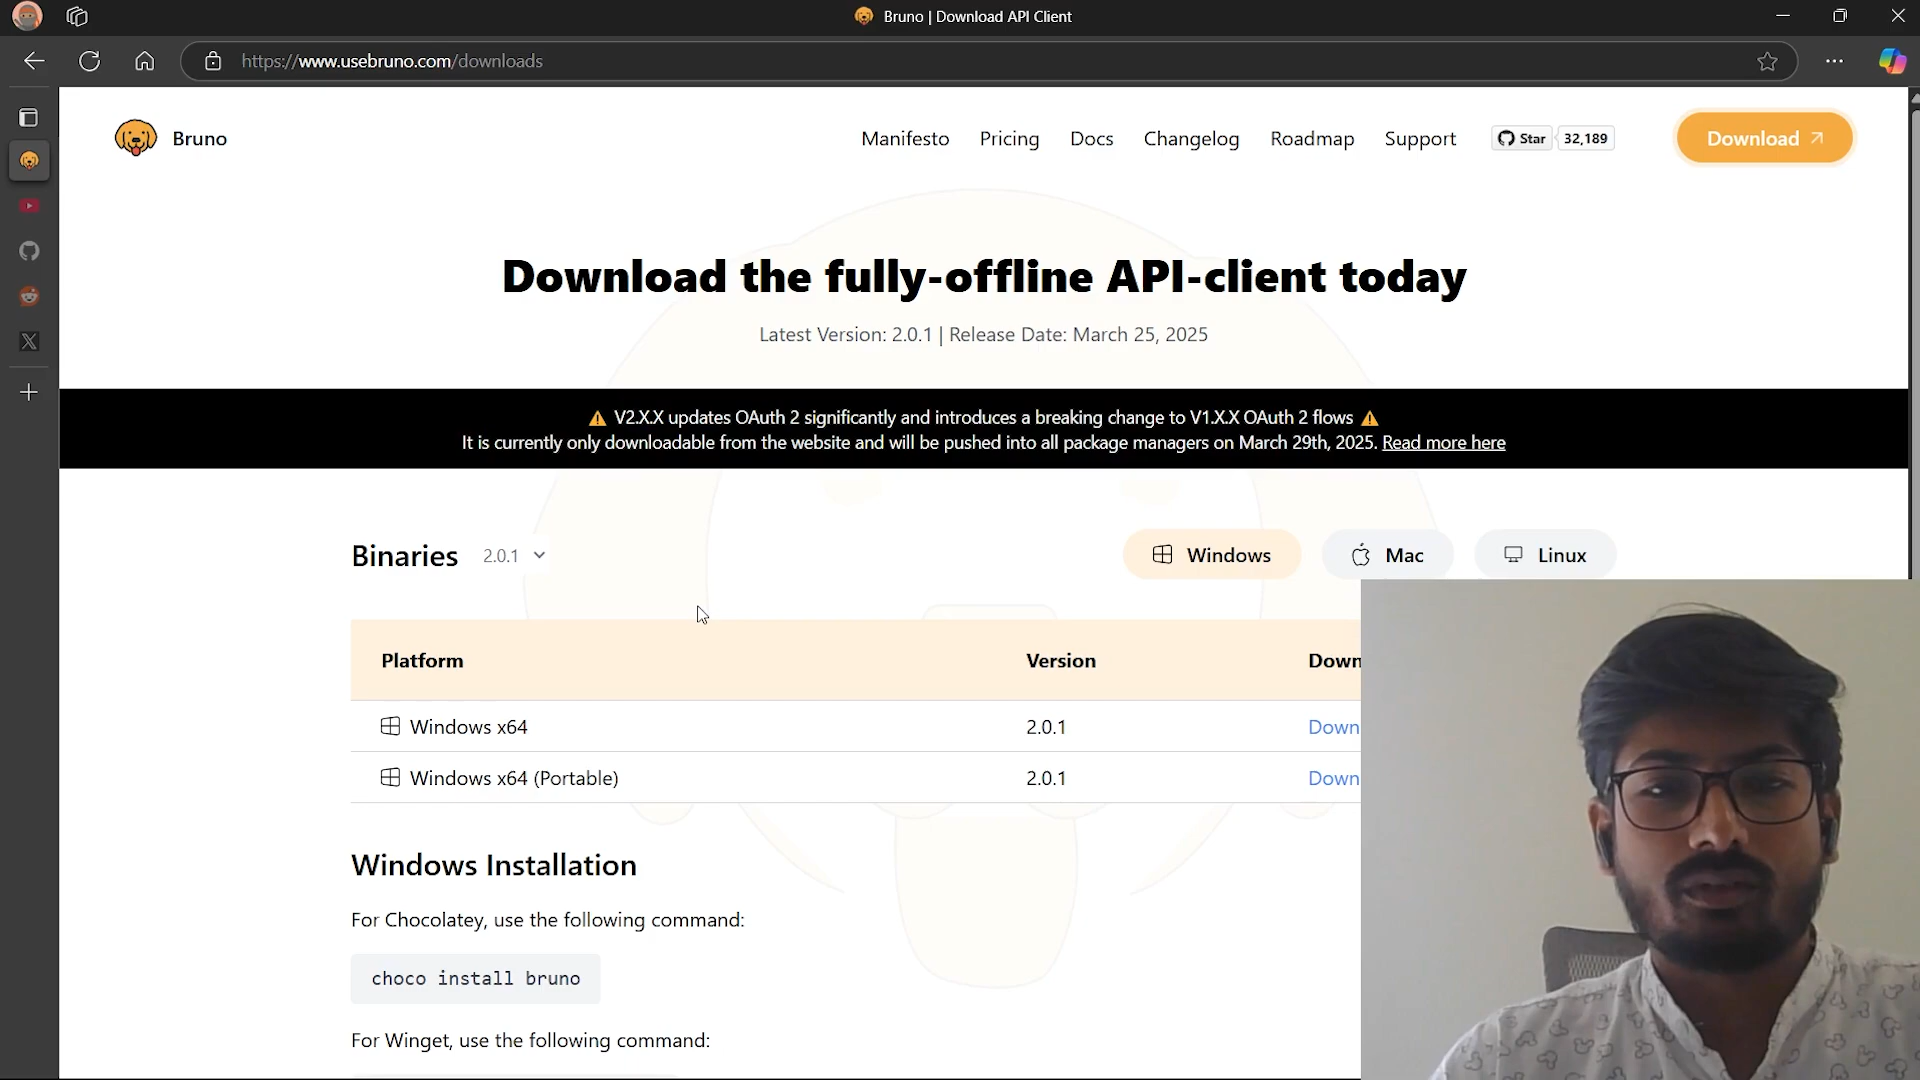 Bruno | Download API Client
https://www.usebruno.com/downloads
Bruno
Manifesto
Pricing
Docs
Changelog
Roadmap
Support
Star
32,189
Download
Download the fully-offline API-client today
Latest Version: 2.0.1 | Release Date: March 25, 2025
⚠ V2.X.X updates OAuth 2 significantly and introduces a breaking change to V1.X.X OAuth 2 flows ⚠
It is currently only downloadable from the website and will be pushed into all package managers on March 29th, 2025. Read more here
Binaries
2.0.1
Windows
Mac
Linux
Platform
Version
Down
Windows x64
2.0.1
Down
Windows x64 (Portable)
2.0.1
Down
Windows Installation
For Chocolatey, use the following command:
choco install bruno
For Winget, use the following command: